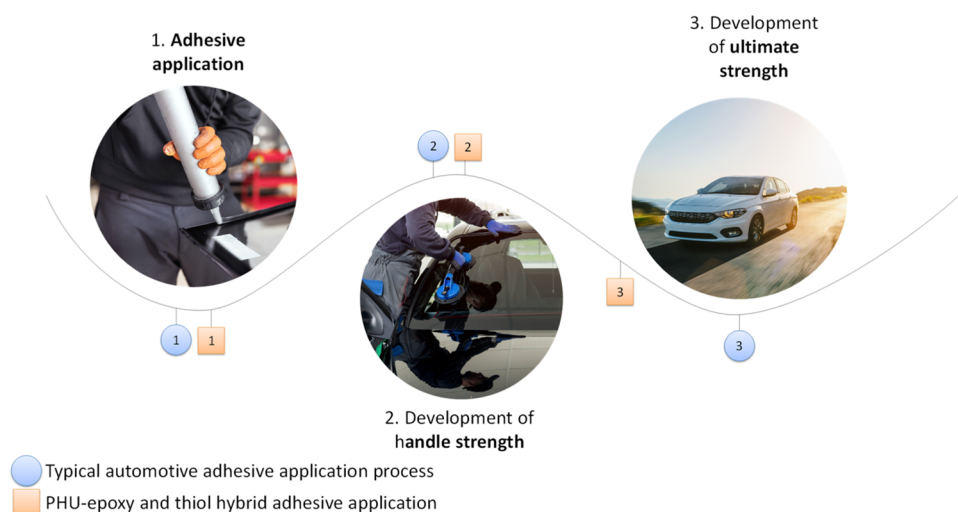 1. Adhesive
application
3. Development
of ultimate
strength
2
2
3
1
1
3
2. Development of
handle strength
Typical automotive adhesive application process
PHU-epoxy and thiol hybrid adhesive application